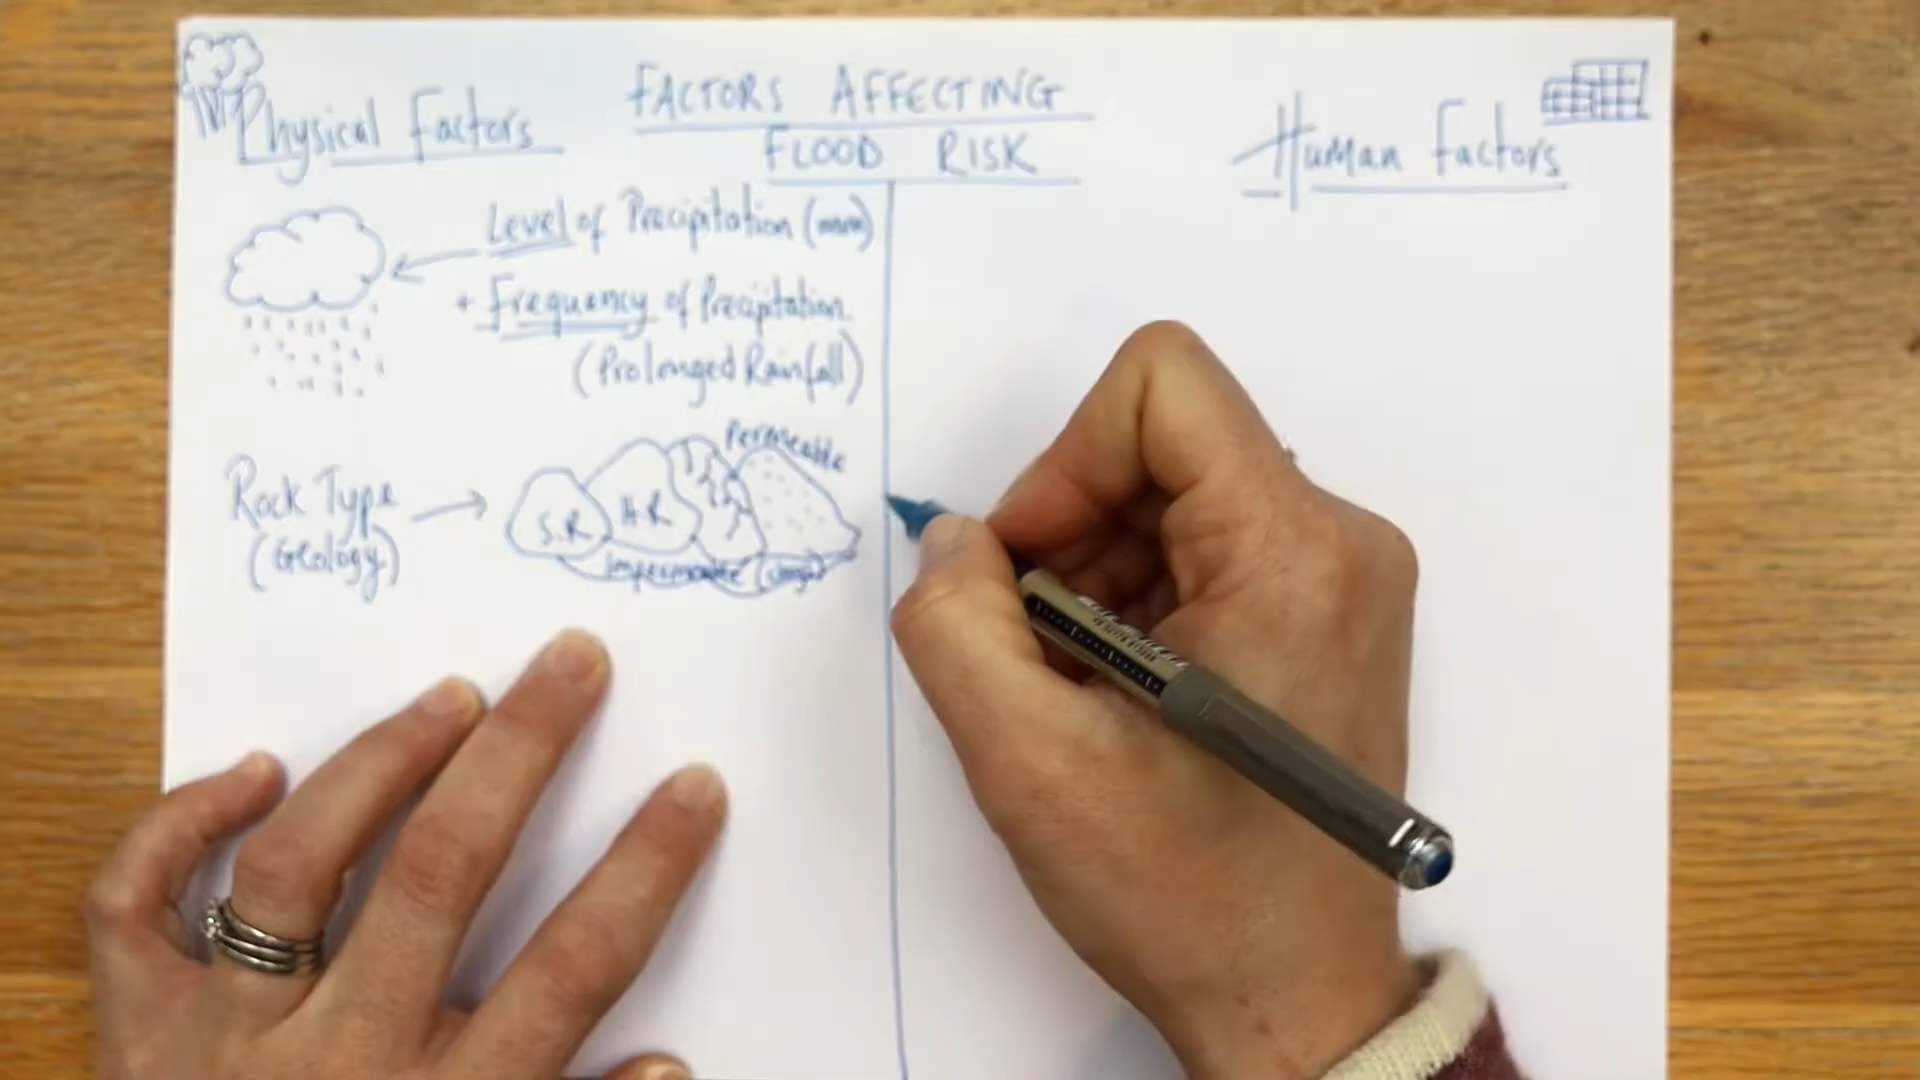 FACTORS AFFECTING
FLOOD RISK
Physical Factors
Level of Precipitation (mm)
+ Frequency of Precipitation
(Prolonged Rainfall)
Rock Type
(Geology)
S.R
H.R
Permeable
Impermeable
Human Factors